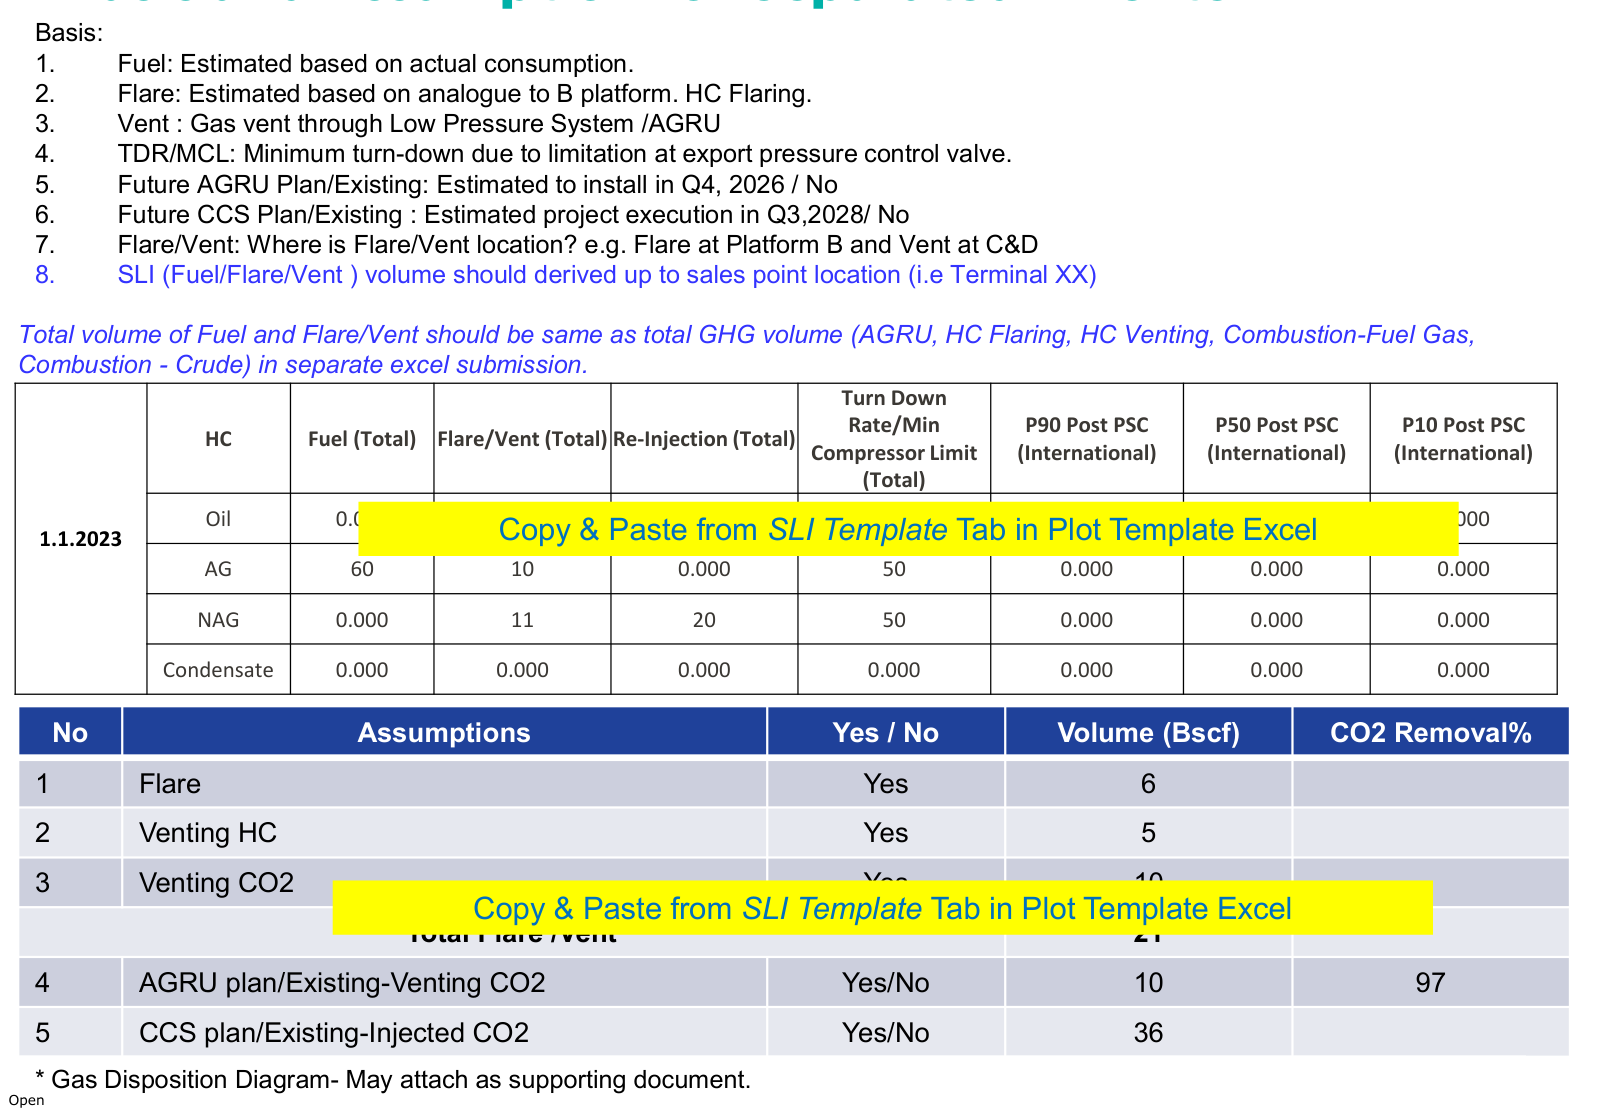 Basis:
1. Fuel: Estimated based on actual consumption.
2. Flare: Estimated based on analogue to B platform. HC Flaring.
3. Vent : Gas vent through Low Pressure System /AGRU
4. TDR/MCL: Minimum turn-down due to limitation at export pressure control valve.
5. Future AGRU Plan/Existing: Estimated to install in Q4, 2026 / No
6. Future CCS Plan/Existing : Estimated project execution in Q3,2028/ No
7. Flare/Vent: Where is Flare/Vent location? e.g. Flare at Platform B and Vent at C&D
8. SLI (Fuel/Flare/Vent ) volume should derived up to sales point location (i.e Terminal XX)
Total volume of Fuel and Flare/Vent should be same as total GHG volume (AGRU, HC Flaring, HC Venting, Combustion-Fuel Gas,
Combustion - Crude) in separate excel submission.
1.1.2023 HC Fuel (Total) Flare/Vent (Total) Re-Injection (Total) Turn Down Rate/Min Compressor Limit (Total) P90 Post PSC (International) P50 Post PSC (International) P10 Post PSC (International)
Oil
Copy & Paste from SLI Template Tab in Plot Template Excel
AG 60 10 0.000 50 0.000 0.000 0.000
NAG 0.000 11 20 50 0.000 0.000 0.000
Condensate 0.000 0.000 0.000 0.000 0.000 0.000 0.000
No Assumptions Yes / No Volume (Bscf) CO2 Removal%
1 Flare Yes 6
2 Venting HC Yes 5
3 Venting CO2 Yes 10
Copy & Paste from SLI Template Tab in Plot Template Excel
Total Flare /Vent 21
4 AGRU plan/Existing-Venting CO2 Yes/No 10 97
5 CCS plan/Existing-Injected CO2 Yes/No 36
* Gas Disposition Diagram- May attach as supporting document.
Open